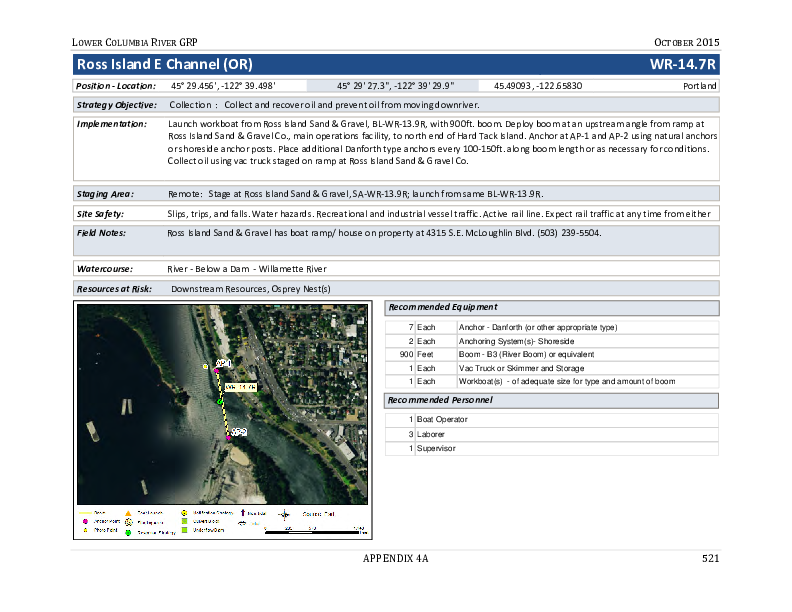 LOWER COLUMBIA RIVER GRP OCTOBER 2015
Ross Island E Channel (OR) WR-14.7R
Position - Location: 45° 29.456', -122° 39.498' 45° 29' 27.3", -122° 39' 29.9" 45.49093, -122.65830 Portland
Strategy Objective: Collection : Collect and recover oil and prevent oil from moving downriver.
Implementation: Launch workboat from Ross Island Sand & Gravel, BL-WR-13.9R, with 900ft. boom. Deploy boom at an upstream angle from ramp at
Ross Island Sand & Gravel Co., main operations facility, to north end of Hard Tack Island. Anchor at AP-1 and AP-2 using natural anchors
or shoreside anchor posts. Place additional Danforth type anchors every 100-150ft. along boom length or as necessary for conditions.
Collect oil using vac truck staged on ramp at Ross Island Sand & Gravel Co.
Staging Area: Remote: Stage at Ross Island Sand & Gravel, SA-WR-13.9R; launch from same BL-WR-13.9R.
Site Safety: Slips, trips, and falls. Water hazards. Recreational and industrial vessel traffic. Active rail line. Expect rail traffic at any time from either
Field Notes: Ross Island Sand & Gravel has boat ramp/ house on property at 4315 S.E. McLoughlin Blvd. (503) 239-5504.
Watercourse: River - Below a Dam - Willamette River
Resources at Risk: Downstream Resources, Osprey Nest(s)
AP-1
WR-14.7R
AP-2
Recommended Equipment
7 Each Anchor - Danforth (or other appropriate type)
2 Each Anchoring System(s)- Shoreside
900 Feet Boom - B3 (River Boom) or equivalent
1 Each Vac Truck or Skimmer and Storage
1 Each Workboat(s) - of adequate size for type and amount of boom
Recommended Personnel
1 Boat Operator
3 Laborer
1 Supervisor
Anchor Point
Photo Point
APPENDIX 4A 521